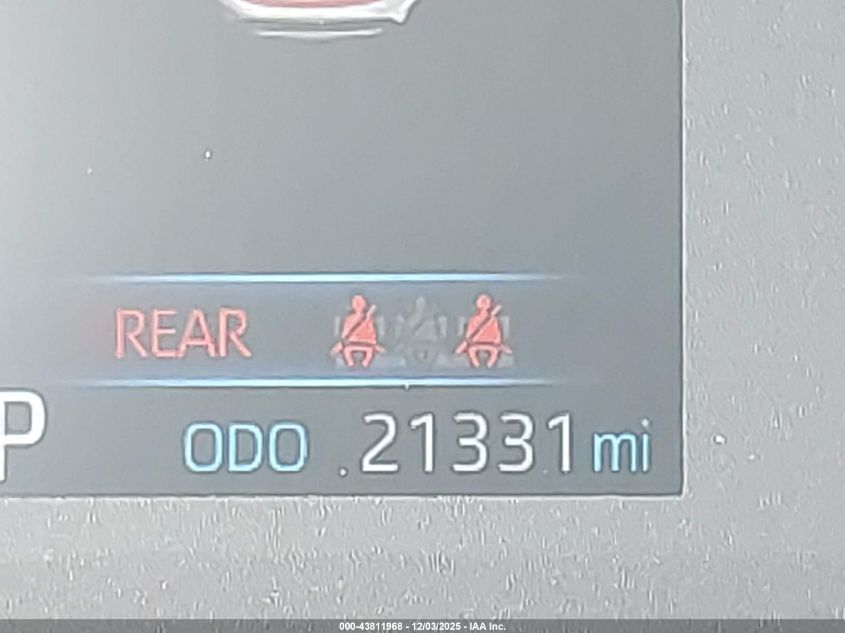 REAR
P
ODO 21331 mi
000-43811968 - 12/03/2025 - IAA Inc.